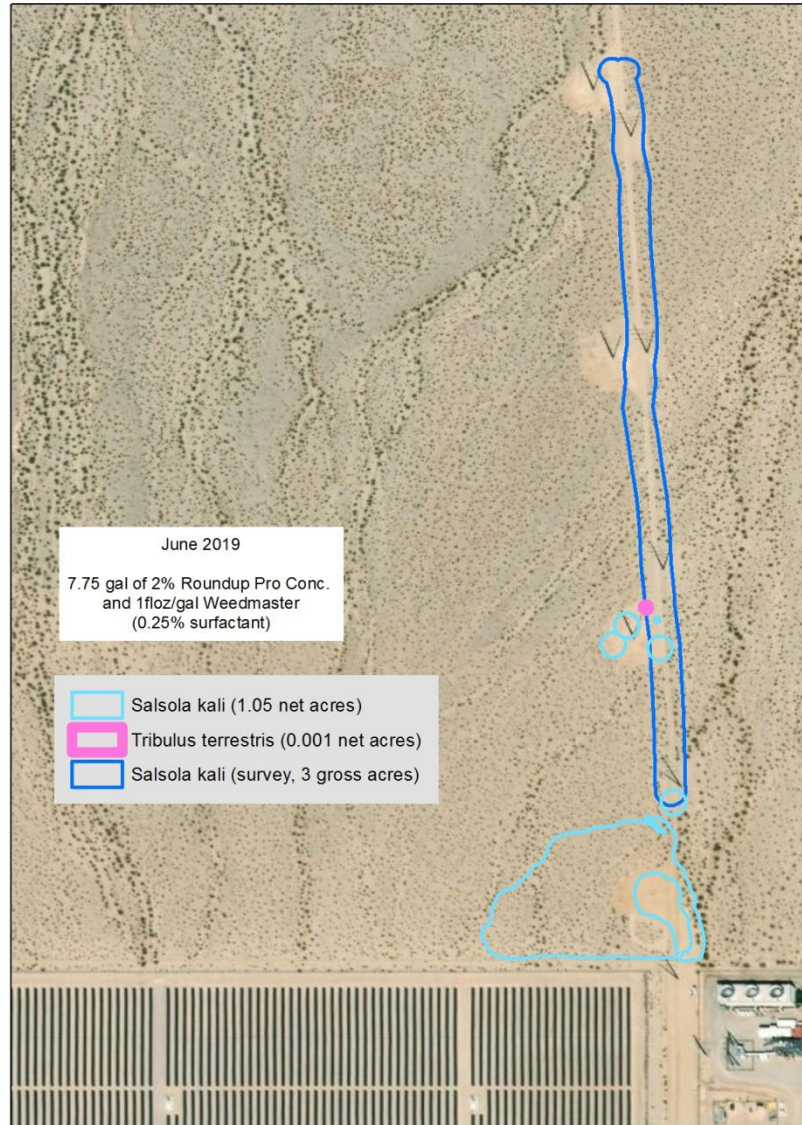 June 2019
7.75 gal of 2% Roundup Pro Conc.
and 1floz/gal Weedmaster
(0.25% surfactant)
Salsola kali (1.05 net acres)
Tribulus terrestris (0.001 net acres)
Salsola kali (survey, 3 gross acres)